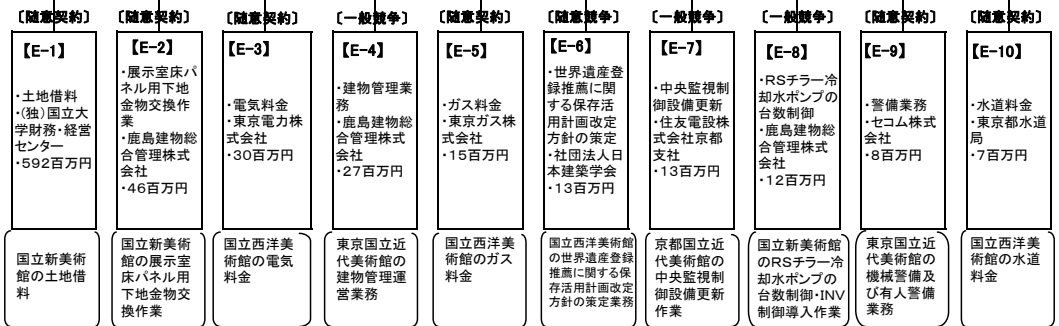 〔随意契約〕
〔随意契約〕
〔随意契約〕
〔一般競争〕
〔随意契約〕
〔随意競争〕
〔一般競争〕
〔一般競争〕
〔随意契約〕
〔随意契約〕
【E-1】
・土地借料
・(独)国立大
学財務・経営
センター
・592百万円
【E-2】
・展示室床パ
ネル用下地
金物交換作
業
・鹿島建物総
合管理株式
会社
・46百万円
【E-3】
・電気料金
・東京電力株
式会社
・30百万円
【E-4】
・建物管理業
務
・鹿島建物総
合管理株式
会社
・27百万円
【E-5】
・ガス料金
・東京ガス株
式会社
・15百万円
【E-6】
・世界遺産登
録推薦に関
する保存活
用計画改定
方針の策定
・社団法人日
本建築学会
・13百万円
【E-7】
・中央監視制
御設備更新
・住友電設株
式会社京都
支社
・13百万円
【E-8】
・RSチラー冷
却水ポンプの
台数制御
・鹿島建物総
合管理株式
会社
・12百万円
【E-9】
・警備業務
・セコム株式
会社
・8百万円
【E-10】
・水道料金
・東京都水道
局
・7百万円
国立新美術
館の土地借
料
国立新美術
館の展示室
床パネル用
下地金物交
換作業
国立西洋美
術館の電気
料金
東京国立近
代美術館の
建物管理運
営業務
国立西洋美
術館のガス
料金
国立西洋美術館
の世界遺産登録
推薦に関する保
存活用計画改定
方針の策定業務
京都国立近
代美術館の
中央監視制
御設備更新
作業
国立新美術館
のRSチラー冷
却水ポンプの
台数制御・INV
制御導入作業
東京国立近
代美術館の
機械警備及
び有人警備
業務
国立西洋美
術館の水道
料金